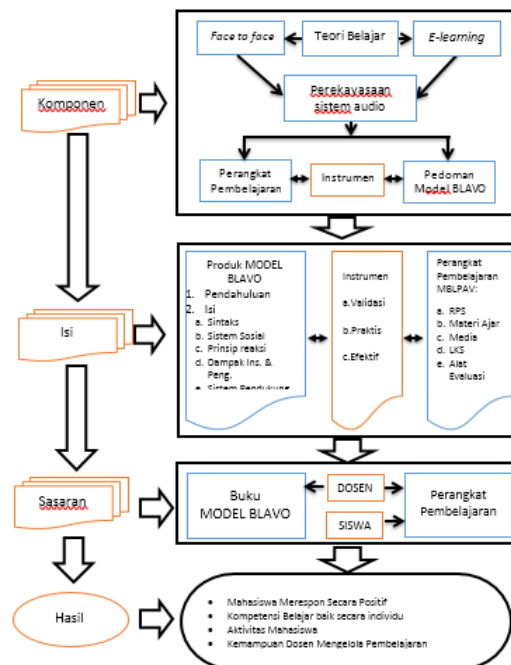 Face to face
Teori Belajar
E-learning
Komponen
Perekayasaan
sistem audio
Perangkat
Pembelajaran
Instrumen
Pedoman
Model BLAVO
Produk MODEL
BLAVO
1. Pendahuluan
2. Isi
a. Sintaks
b. Sistem Sosial
c. Prinsip reaksi
d. Dampak Ins. &
Peng.
e Sistem Pendukung
Instrumen
a.Validasi
b.Praktis
c.Efektif
Perangkat
Pembelajaran
MBLPAV:
a. RPS
b. Materi Ajar
c. Media
d. LKS
e. Alat
Evaluasi
Isi
Sasaran
Buku
MODEL BLAVO
DOSEN
SISWA
Perangkat
Pembelajaran
Hasil
• Mahasiswa Merespon Secara Positif
• Kompetensi Belajar baik secara individu
• Aktivitas Mahasiswa
• Kemampuan Dosen Mengelola Pembelajaran